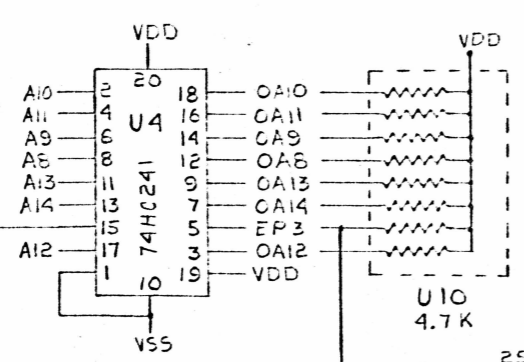 VDD
VDD
20
A10 2 18 OA10
A11 4 16 OA11
U4
A9 6 14 OA9
A8 8 12 OA8
A13 11 9 OA13
A14 13 7 OA14
15 5 EP3
A12 17 3 OA12
1 19 VDD
74HC241
10
U10
4.7K
VSS